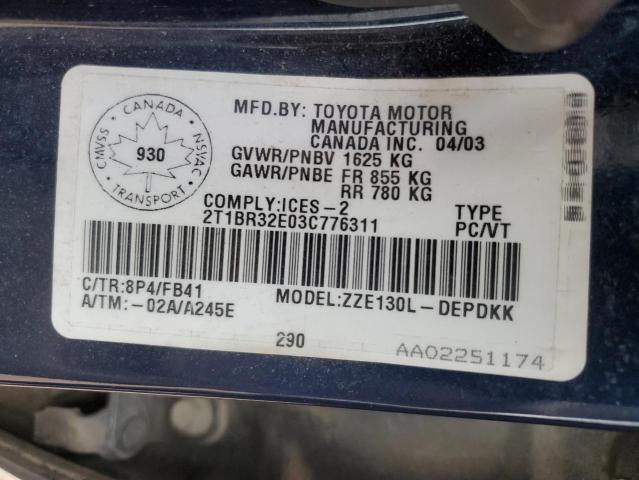 CANADA
CMVSS
NSVAC
930
TRANSPORT
MFD.BY: TOYOTA MOTOR
MANUFACTURING
CANADA INC. 04/03
GVWR/PNBV 1625 KG
GAWR/PNBE FR 855 KG
RR 780 KG
COMPLY:ICES-2
TYPE
2T1BR32E03C776311
PC/VT
C/TR:8P4/FB41
A/TM:-02A/A245E
MODEL:ZZE130L-DEPDKK
290
AA02251174